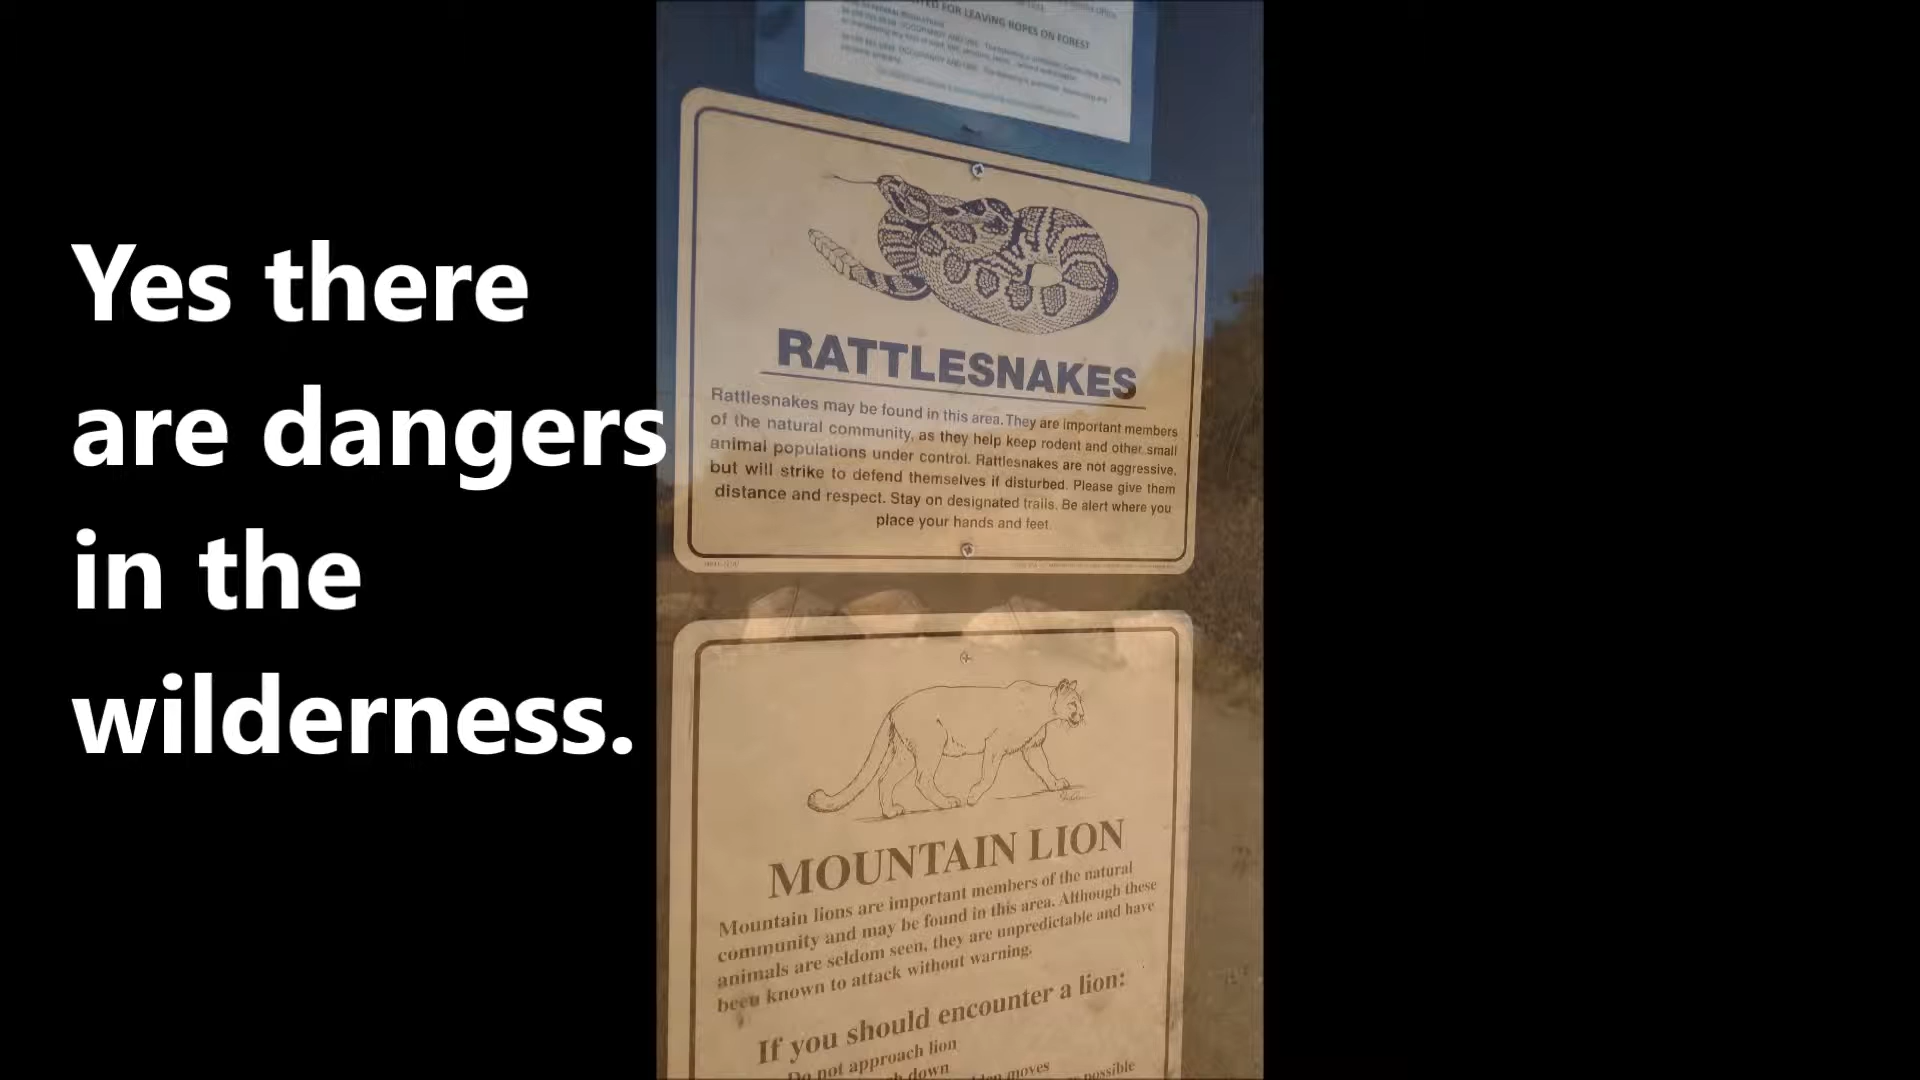 Yes there
are dangers
in the
wilderness.
FOR LEAVING ROPES ON FOREST
RATTLESNAKES
Rattlesnakes may be found in this area. They are important members
of the natural community, as they help keep rodent and other small
animal populations under control. Rattlesnakes are not aggressive,
but will strike to defend themselves if disturbed. Please give them
distance and respect. Stay on designated trails. Be alert where you
place your hands and feet.
MOUNTAIN LION
Mountain lions are important members of the natural
community and may be found in this area. Although these
animals are seldom seen, they are unpredictable and have
been known to attack without warning.
If you should encounter a lion:
Do not approach lion
down
moves
possible